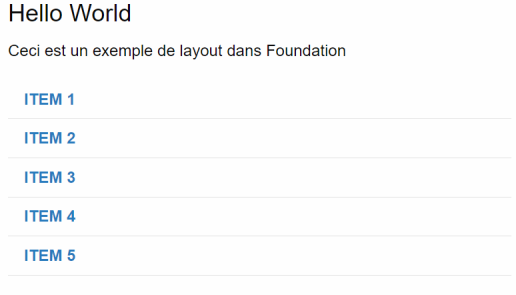 Hello World
Ceci est un exemple de layout dans Foundation
ITEM 1
ITEM 2
ITEM 3
ITEM 4
ITEM 5